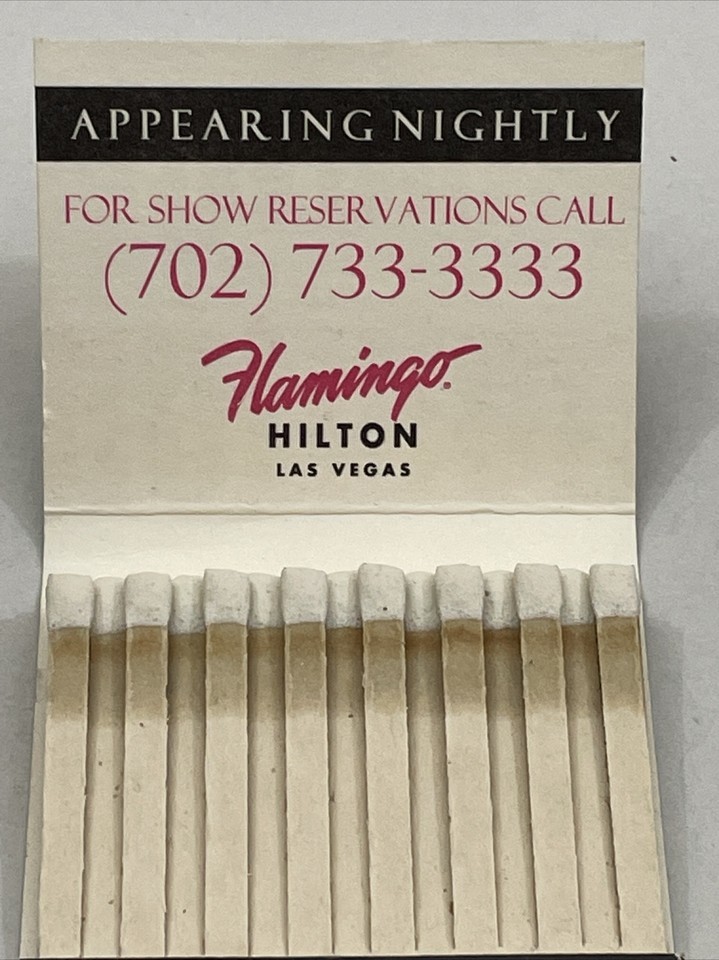 APPEARING NIGHTLY
FOR SHOW RESERVATIONS CALL
(702) 733-3333
Flamingo®
HILTON
LAS VEGAS